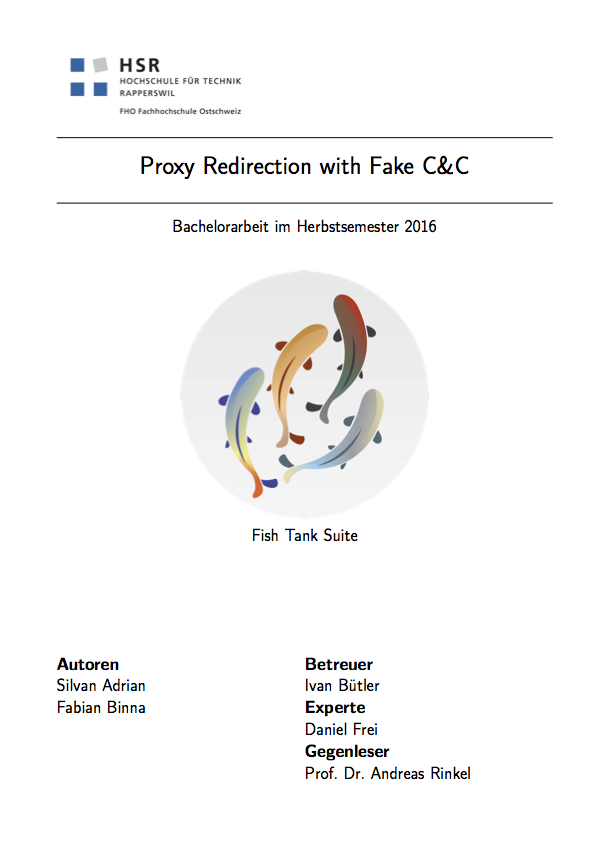 HSR
HOCHSCHULE FÜR TECHNIK
RAPPERSWIL
FHO Fachhochschule Ostschweiz
Proxy Redirection with Fake C&C
Bachelorarbeit im Herbstsemester 2016
Fish Tank Suite
Autoren
Silvan Adrian
Fabian Binna
Betreuer
Ivan Bütler
Experte
Daniel Frei
Gegenleser
Prof. Dr. Andreas Rinkel